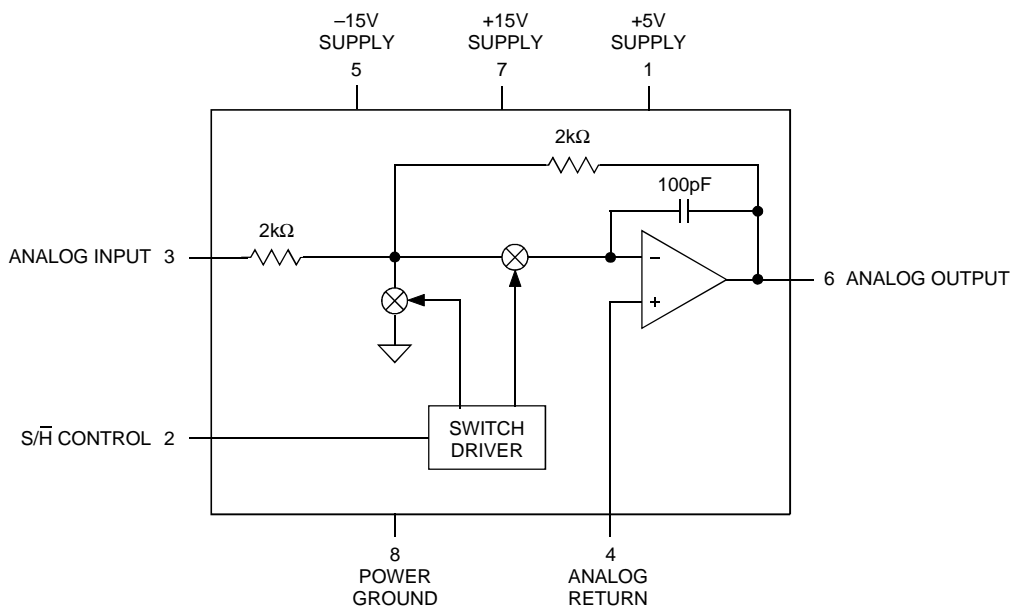 –15V
SUPPLY
5
+15V
SUPPLY
7
+5V
SUPPLY
1
2kΩ
100pF
2kΩ
ANALOG INPUT 3
–
+
6 ANALOG OUTPUT
S/H̅ CONTROL 2
SWITCH
DRIVER
8
POWER
GROUND
4
ANALOG
RETURN